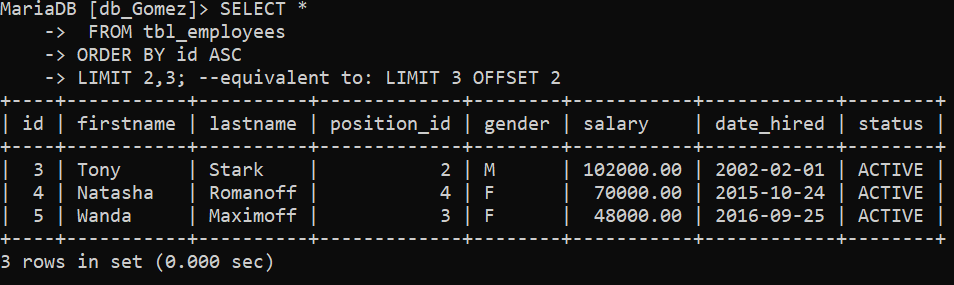 MariaDB [db_Gomez]> SELECT *
    ->  FROM tbl_employees
    -> ORDER BY id ASC
    -> LIMIT 2,3; --equivalent to: LIMIT 3 OFFSET 2
+----+-----------+----------+-------------+--------+-----------+------------+--------+
| id | firstname | lastname | position_id | gender | salary    | date_hired | status |
+----+-----------+----------+-------------+--------+-----------+------------+--------+
|  3 | Tony      | Stark    |           2 | M      | 102000.00 | 2002-02-01 | ACTIVE |
|  4 | Natasha   | Romanoff |           4 | F      |  70000.00 | 2015-10-24 | ACTIVE |
|  5 | Wanda     | Maximoff |           3 | F      |  48000.00 | 2016-09-25 | ACTIVE |
+----+-----------+----------+-------------+--------+-----------+------------+--------+
3 rows in set (0.000 sec)